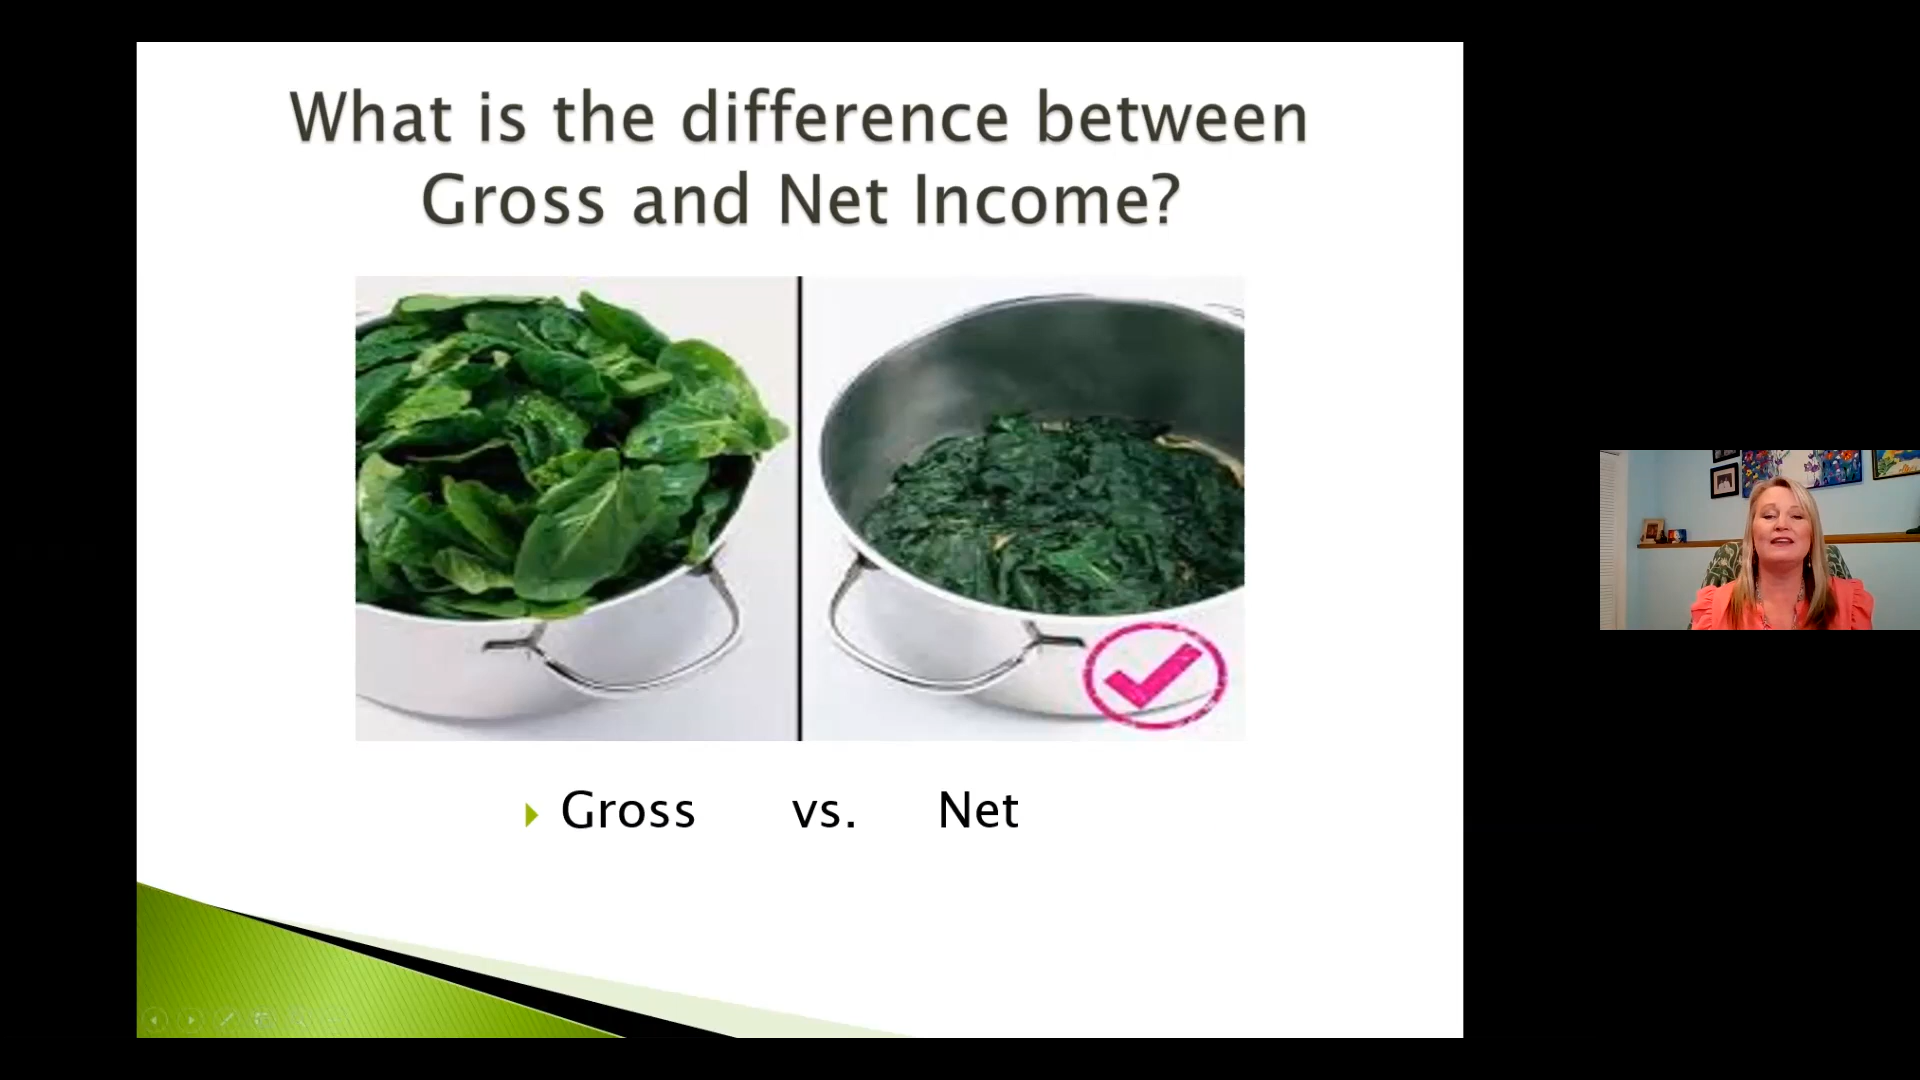 What is the difference between
Gross and Net Income?
Gross vs. Net